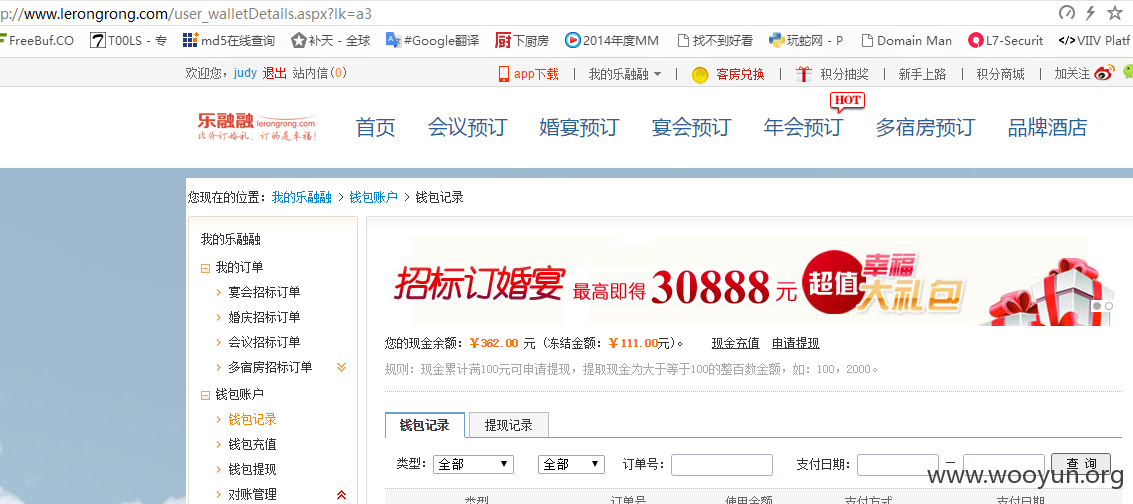 p://www.lerongrong.com/user_walletDetails.aspx?lk=a3
FreeBuf.CO T00LS - 专 md5在线查询 补天 - 全球 #Google翻译 下厨房 2014年度MM 找不到好看 玩蛇网 - P Domain Man L7-Securit VIIV Platf
欢迎您，judy 退出 站内信(0) app下载 | 我的乐融融 | 客房兑换 | 积分抽奖 | 新手上路 | 积分商城 | 加关注
HOT
乐融融 lerongrong.com
首页 会议预订 婚宴预订 宴会预订 年会预订 多宿房预订 品牌酒店
您现在的位置：我的乐融融 > 钱包账户 > 钱包记录
我的乐融融
我的订单
宴会招标订单
婚庆招标订单
会议招标订单
多宿房招标订单
钱包账户
钱包记录
钱包充值
钱包提现
对账管理
招标订婚宴 最高即得 30888 元 超值 幸福 大礼包
您的现金余额：￥362.00 元（冻结金额：￥111.00元）。 现金充值 申请提现
规则：现金累计满100元可申请提现，提取现金为大于等于100的整百数金额，如：100，2000。
钱包记录 提现记录
类型：全部 全部 订单号： 支付日期： — 查 询
www.wooyun.org
类型 订单号 使用金额 支付方式 支付日期